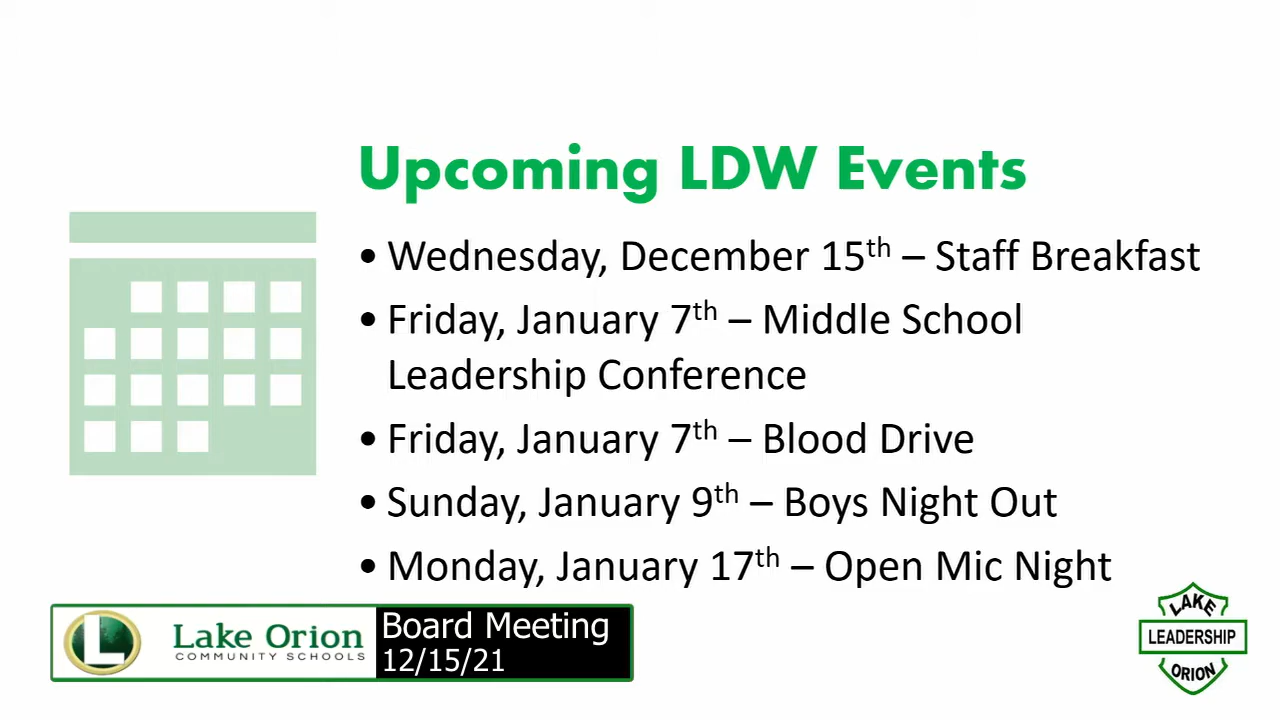 Upcoming LDW Events
• Wednesday, December 15th – Staff Breakfast
• Friday, January 7th – Middle School
Leadership Conference
• Friday, January 7th – Blood Drive
• Sunday, January 9th – Boys Night Out
• Monday, January 17th – Open Mic Night
L
Lake Orion
COMMUNITY SCHOOLS
Board Meeting
12/15/21
LAKE
LEADERSHIP
ORION